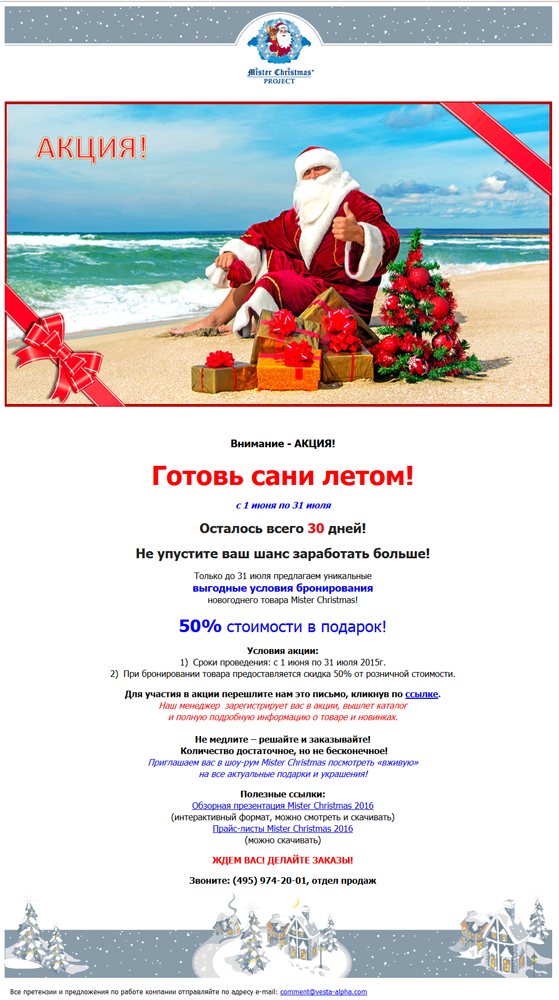 Mister Christmas®
PROJECT
АКЦИЯ!
Внимание - АКЦИЯ!
Готовь сани летом!
с 1 июня по 31 июля
Осталось всего 30 дней!
Не упустите ваш шанс заработать больше!
Только до 31 июля предлагаем уникальные
выгодные условия бронирования
новогоднего товара Mister Christmas!
50% стоимости в подарок!
Условия акции:
1) Сроки проведения: с 1 июня по 31 июля 2015г.
2) При бронировании товара предоставляется скидка 50% от розничной стоимости.
Для участия в акции перешлите нам это письмо, кликнув по ссылке.
Наш менеджер зарегистрирует вас в акции, вышлет каталог
и полную подробную информацию о товаре и новинках.
Не медлите – решайте и заказывайте!
Количество достаточное, но не бесконечное!
Приглашаем вас в шоу-рум Mister Christmas посмотреть «вживую»
на все актуальные подарки и украшения!
Полезные ссылки:
Обзорная презентация Mister Christmas 2016
(интерактивный формат, можно смотреть и скачивать)
Прайс-листы Mister Christmas 2016
(можно скачивать)
ЖДЕМ ВАС! ДЕЛАЙТЕ ЗАКАЗЫ!
Звоните: (495) 974-20-01, отдел продаж
Все претензии и предложения по работе компании отправляйте по адресу e-mail: comment@vesta-alpha.com